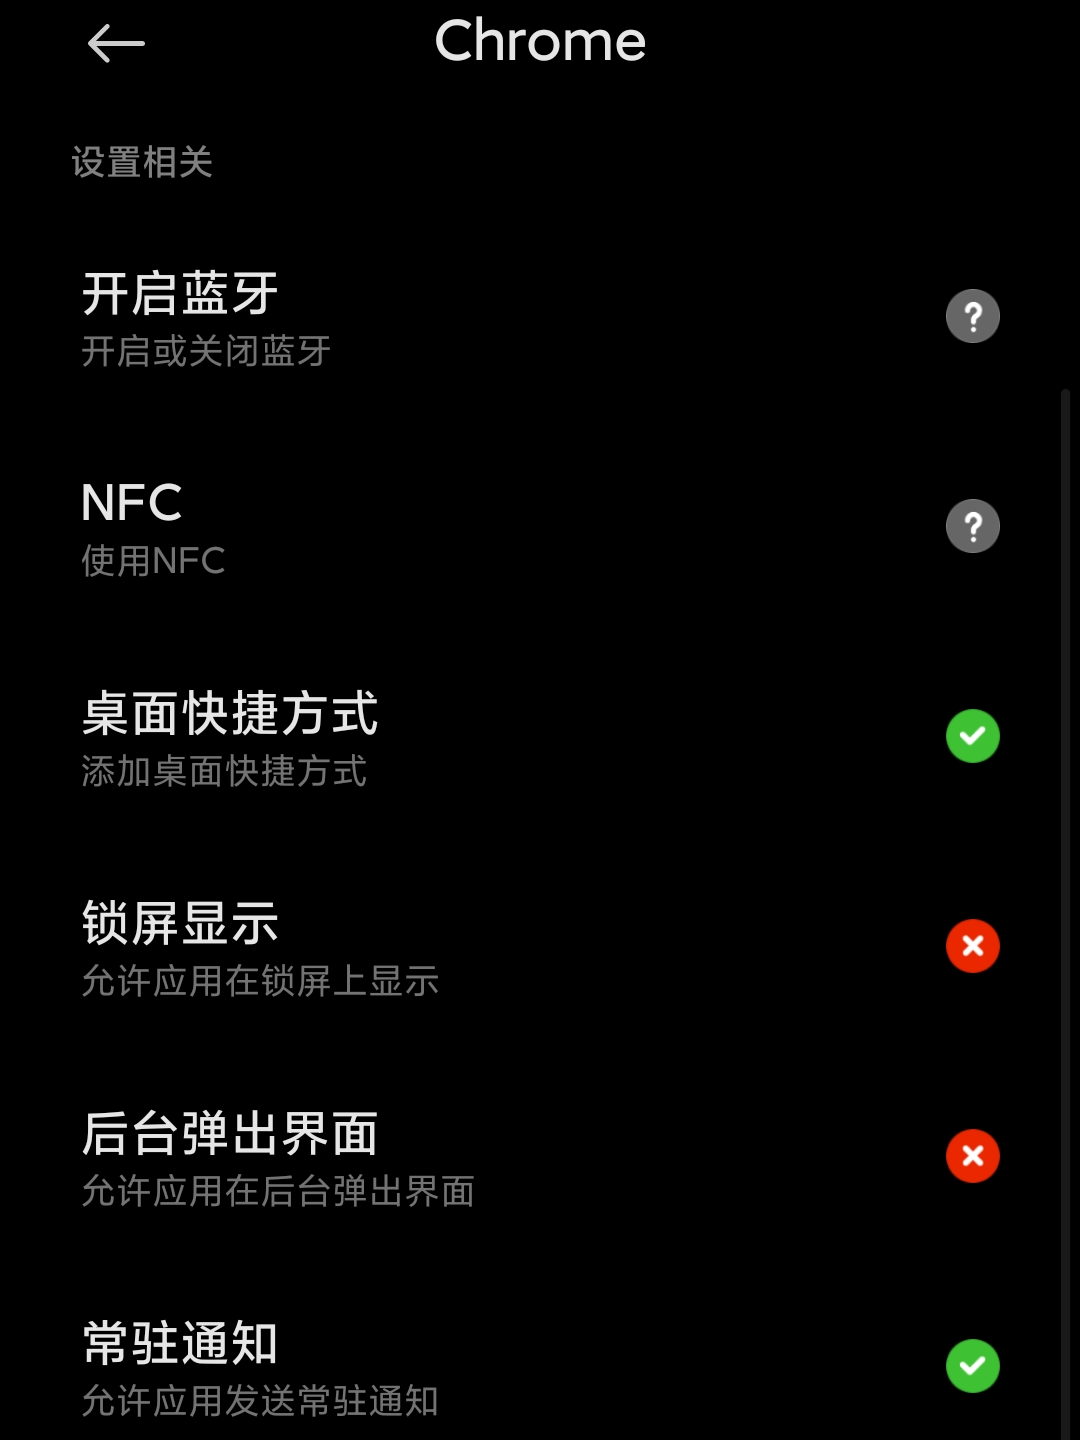 Chrome
设置相关
开启蓝牙
开启或关闭蓝牙
NFC
使用NFC
桌面快捷方式
添加桌面快捷方式
锁屏显示
允许应用在锁屏上显示
后台弹出界面
允许应用在后台弹出界面
常驻通知
允许应用发送常驻通知